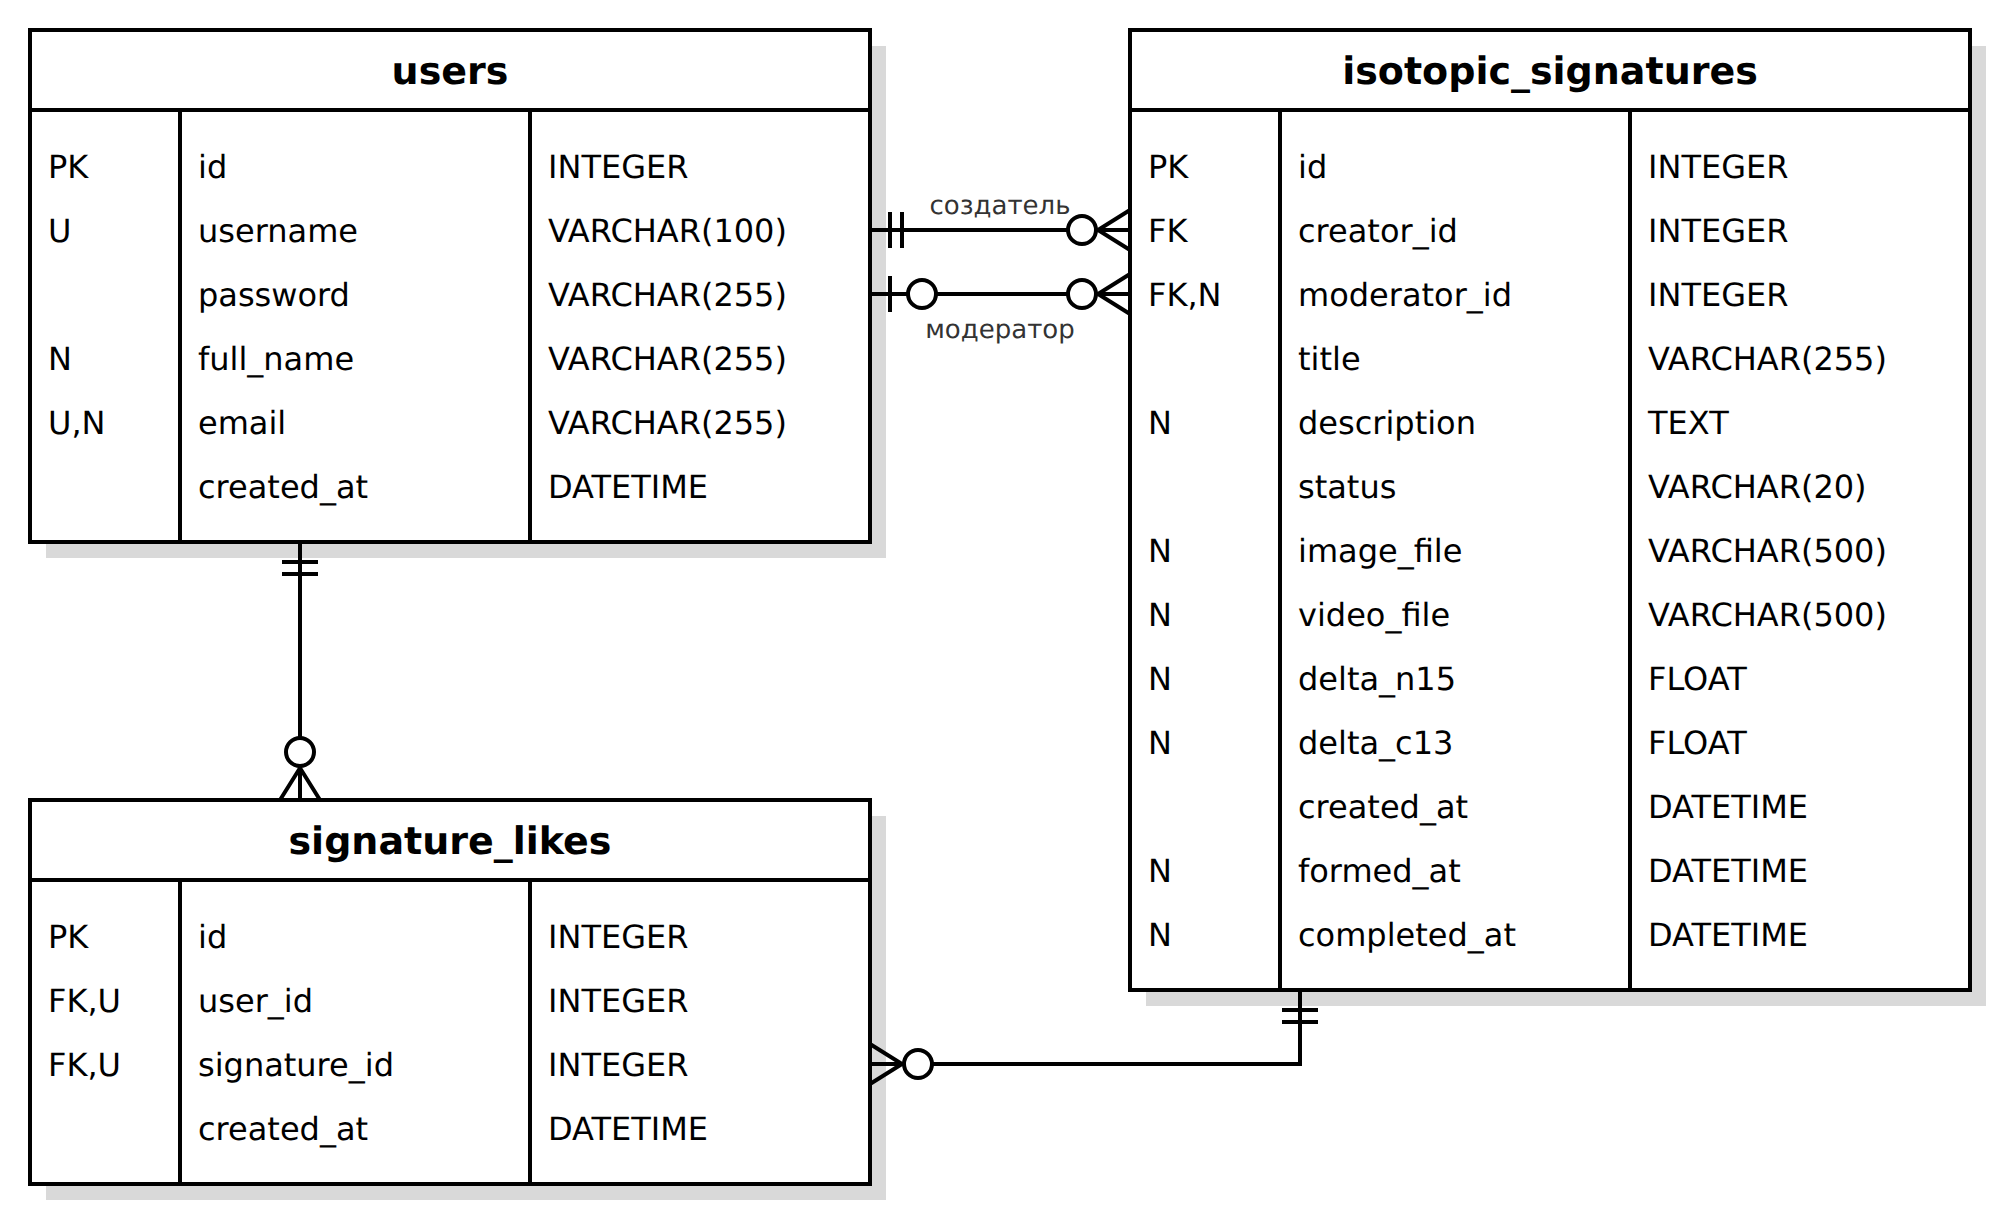 users
PK id INTEGER
U username VARCHAR(100)
password VARCHAR(255)
N full_name VARCHAR(255)
U,N email VARCHAR(255)
created_at DATETIME
создатель
модератор
isotopic_signatures
PK id INTEGER
FK creator_id INTEGER
FK,N moderator_id INTEGER
title VARCHAR(255)
N description TEXT
status VARCHAR(20)
N image_file VARCHAR(500)
N video_file VARCHAR(500)
N delta_n15 FLOAT
N delta_c13 FLOAT
created_at DATETIME
N formed_at DATETIME
N completed_at DATETIME
signature_likes
PK id INTEGER
FK,U user_id INTEGER
FK,U signature_id INTEGER
created_at DATETIME